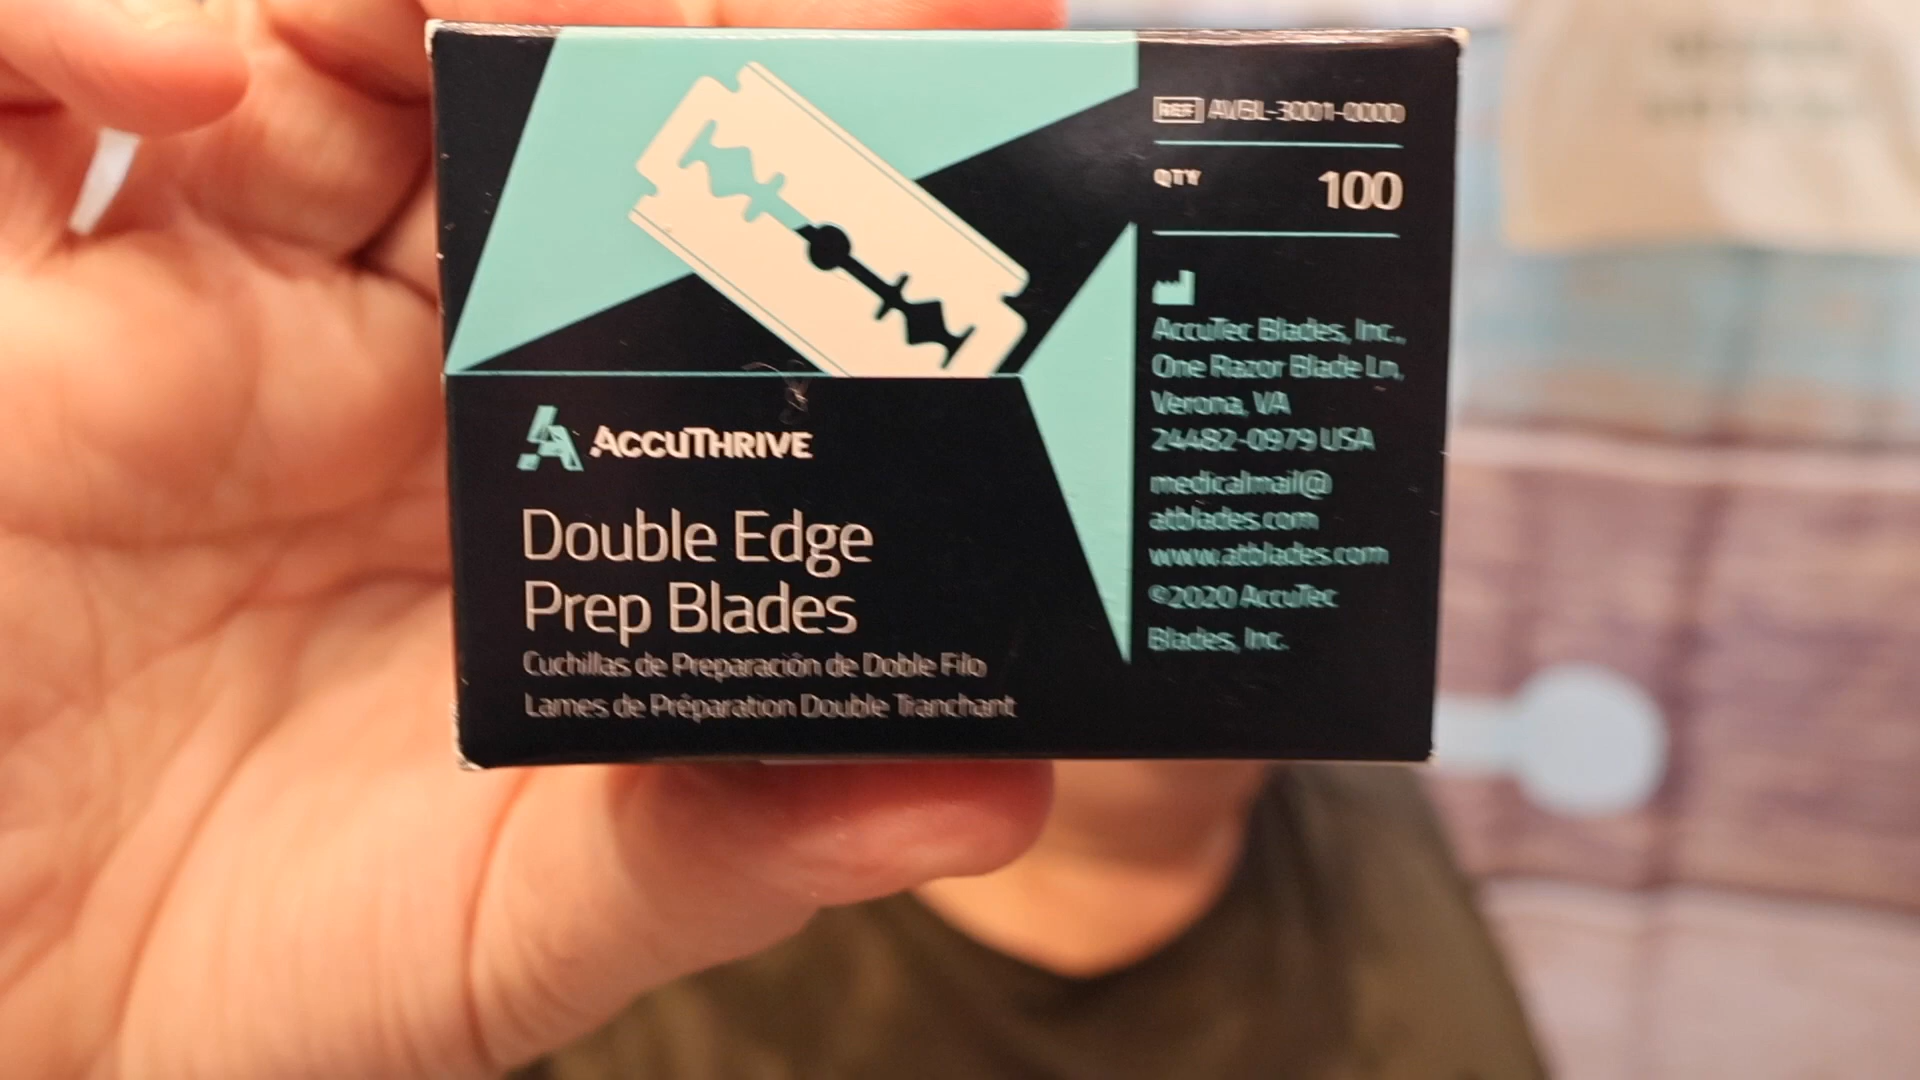 REF AVBL-3001-0000
QTY 100
AccuTec Blades, Inc.,
One Razor Blade Ln,
Verona, VA
24482-0979 USA
medicalmail@
atblades.com
www.atblades.com
©2020 AccuTec
Blades, Inc.
ACCUTHRIVE
Double Edge
Prep Blades
Cuchillas de Preparación de Doble Filo
Lames de Préparation Double Tranchant